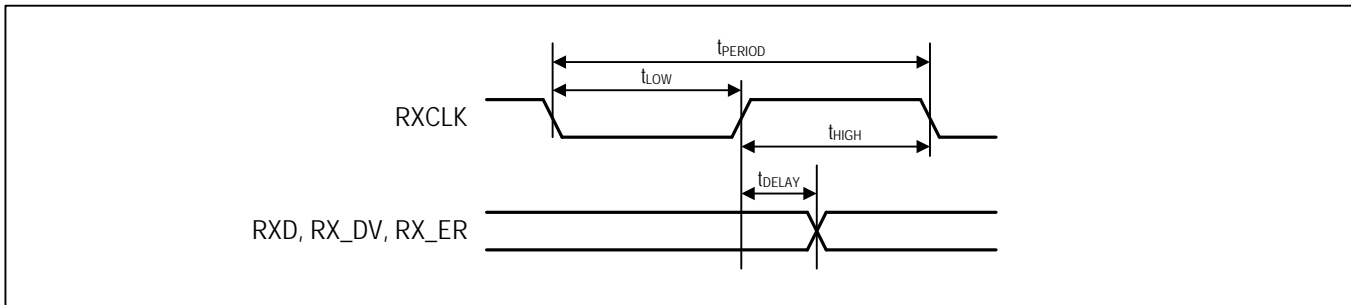 tPERIOD
tLOW
RXCLK
tHIGH
tDELAY
RXD, RX_DV, RX_ER